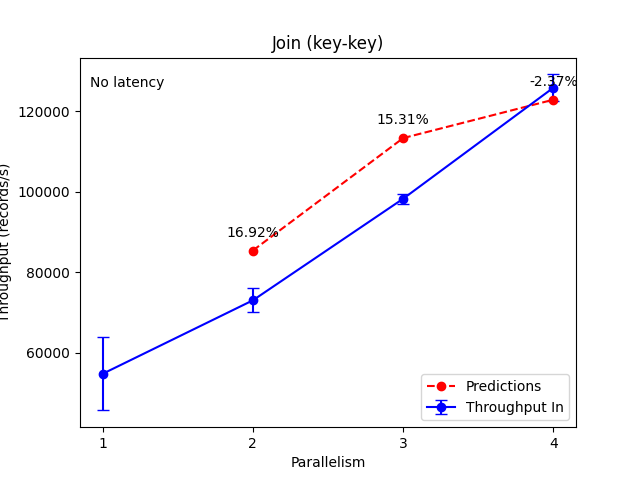 Join (key-key)
No latency
-2.37%
15.31%
16.92%
120000
100000
80000
60000
Throughput (records/s)
Predictions
Throughput In
1 2 3 4
Parallelism